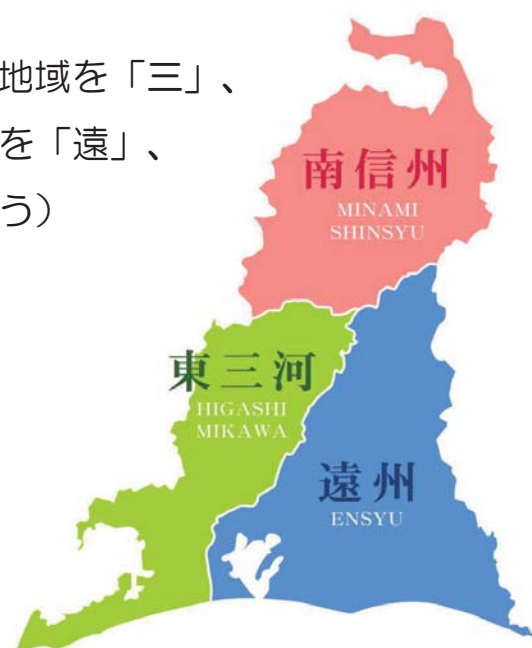 地域を「三」、
を「遠」、
う）
南信州
MINAMI
SHINSYU
東三河
HIGASHI
MIKAWA
遠州
ENSYU